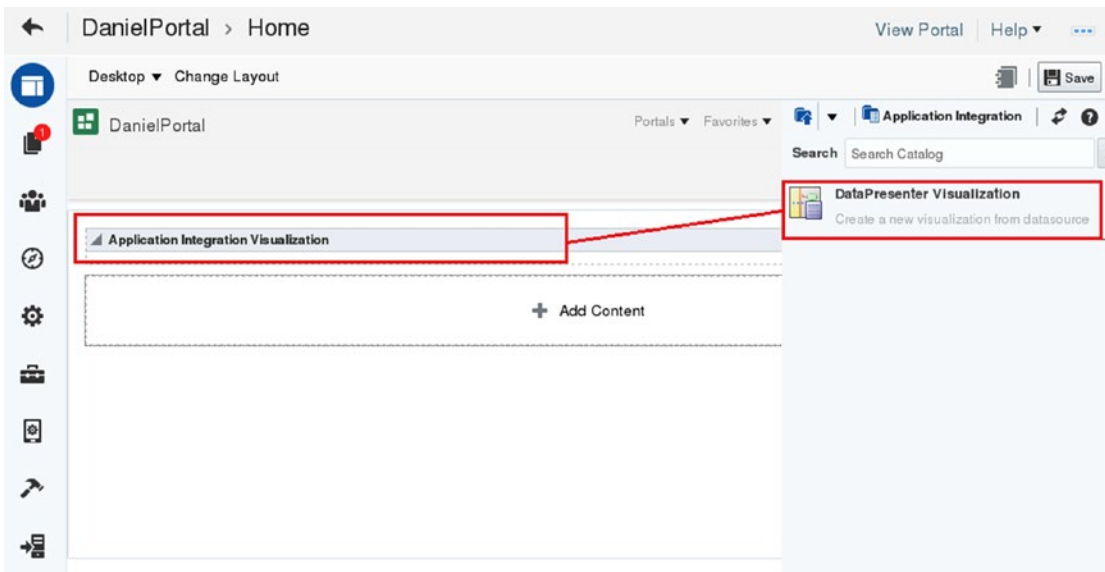 DanielPortal > Home
View Portal
Help
Desktop
Change Layout
Save
1
DanielPortal
Portals
Favorites
Application Integration
Search
Search Catalog
DataPresenter Visualization
Create a new visualization from datasource
Application Integration Visualization
Add Content